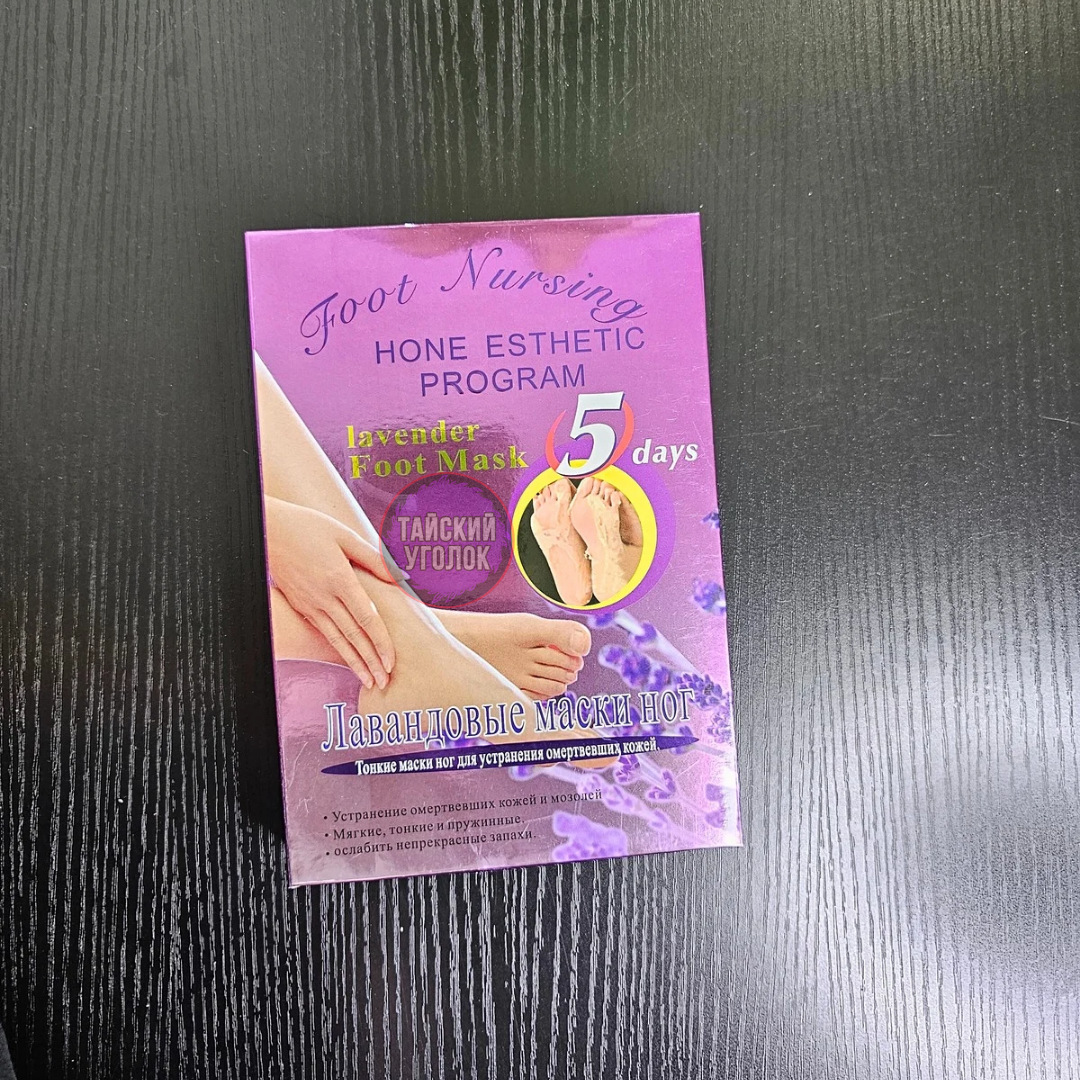 Foot Nursing
HONE ESTHETIC
PROGRAM
lavender
Foot Mask
5 days
ТАЙСКИЙ
УГОЛОК
Лавандовые маски ног
Тонкие маски ног для устранения омертвевших кожей.
• Устранение омертвевших кожей и мозолей
• Мягкие, тонкие и пружинные.
• ослабить непрекрасные запахи.